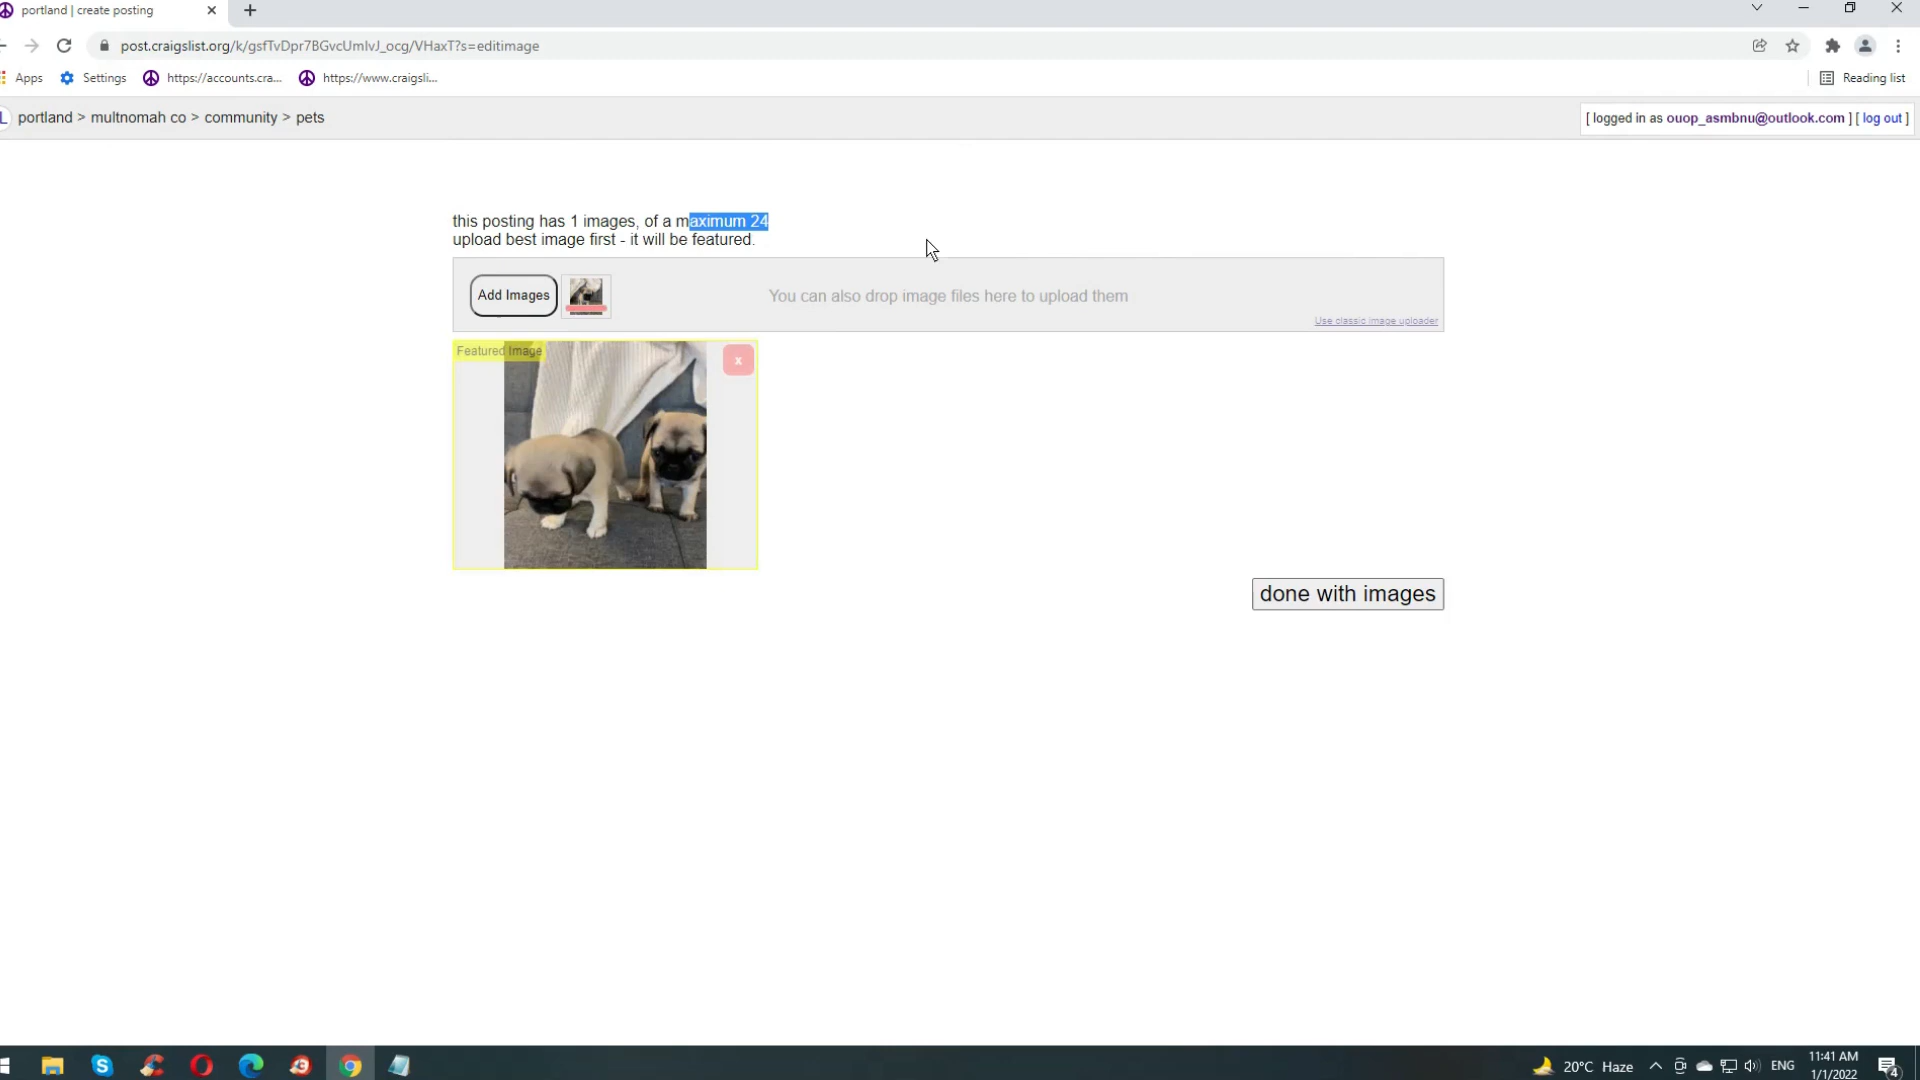 portland | create posting
post.craigslist.org/k/gsfTvDpr7BGvcUmIvJ_ocg/VHaxT?s=editimage
Apps Settings https://accounts.cra... https://www.craigsli... Reading list
portland > multnomah co > community > pets
[ logged in as ouop_asmbnu@outlook.com ] [ log out ]
this posting has 1 images, of a maximum 24
upload best image first - it will be featured.
Add Images
You can also drop image files here to upload them
Use classic image uploader
Featured Image
x
done with images
20°C Haze
ENG
11:41 AM
1/1/2022
4